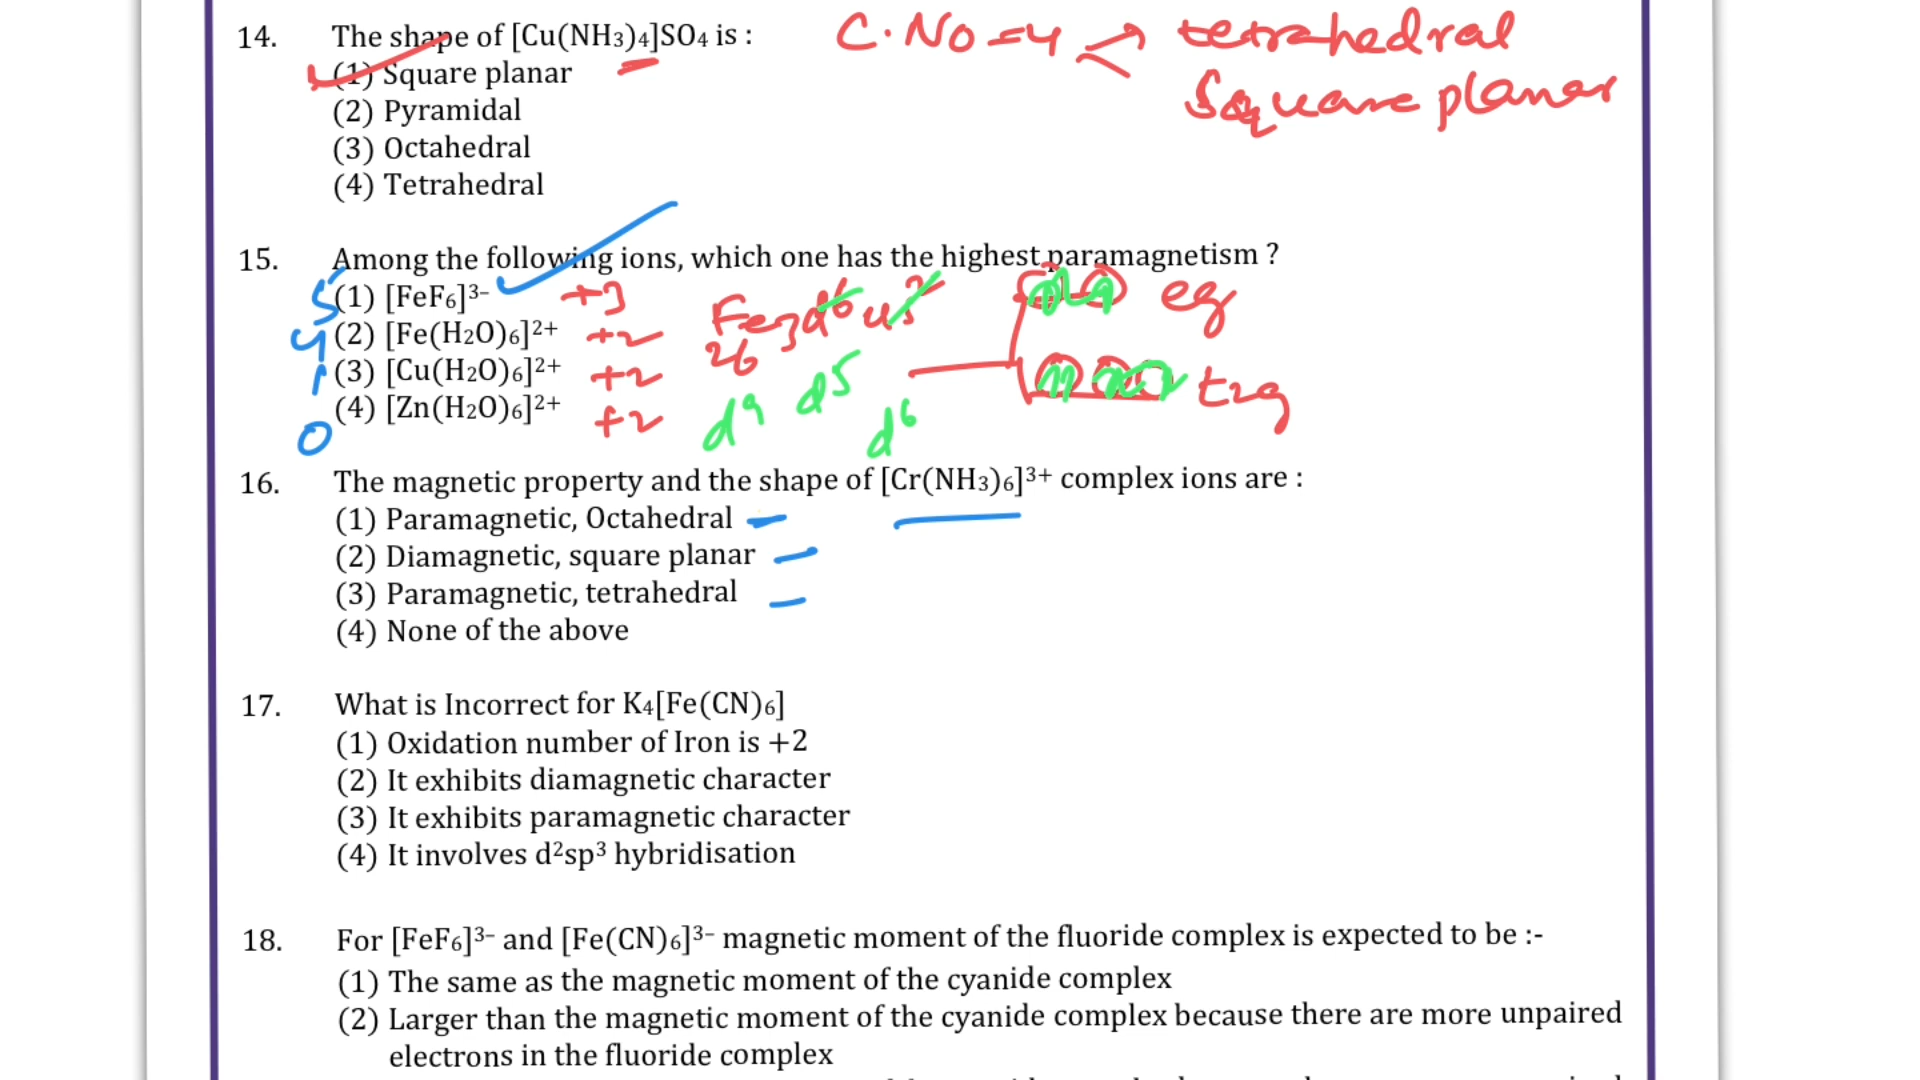 14. The shape of [Cu(NH3)4]SO4 is :
C.No=4 tetrahedral
(1) Square planar
Square planar
(2) Pyramidal
(3) Octahedral
(4) Tetrahedral
15. Among the following ions, which one has the highest paramagnetism ?
5 (1) [FeF6]3- +3
Fe 3d6 4s2
eg
4 (2) [Fe(H2O)6]2+ +2
26
1 (3) [Cu(H2O)6]2+ +2
d5
t2g
(4) [Zn(H2O)6]2+ +2
d9
d6
0
16. The magnetic property and the shape of [Cr(NH3)6]3+ complex ions are :
(1) Paramagnetic, Octahedral
(2) Diamagnetic, square planar
(3) Paramagnetic, tetrahedral
(4) None of the above
17. What is Incorrect for K4[Fe(CN)6]
(1) Oxidation number of Iron is +2
(2) It exhibits diamagnetic character
(3) It exhibits paramagnetic character
(4) It involves d2sp3 hybridisation
18. For [FeF6]3- and [Fe(CN)6]3- magnetic moment of the fluoride complex is expected to be :-
(1) The same as the magnetic moment of the cyanide complex
(2) Larger than the magnetic moment of the cyanide complex because there are more unpaired
electrons in the fluoride complex